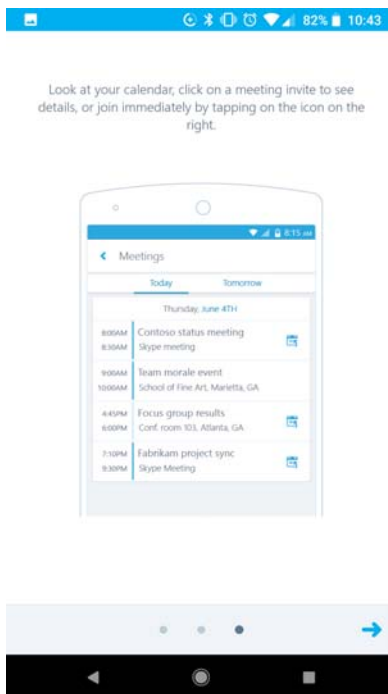 82% 10:43
Look at your calendar, click on a meeting invite to see
details, or join immediately by tapping on the icon on the
right.
8:15 AM
Meetings
Today Tomorrow
Thursday, June 4TH
8:00AM Contoso status meeting
8:30AM Skype meeting
9:00AM Team morale event
10:00AM School of Fine Art, Marietta, GA
4:45PM Focus group results
6:00PM Conf. room 103, Atlanta, GA
7:10PM Fabrikam project sync
9:30PM Skype Meeting